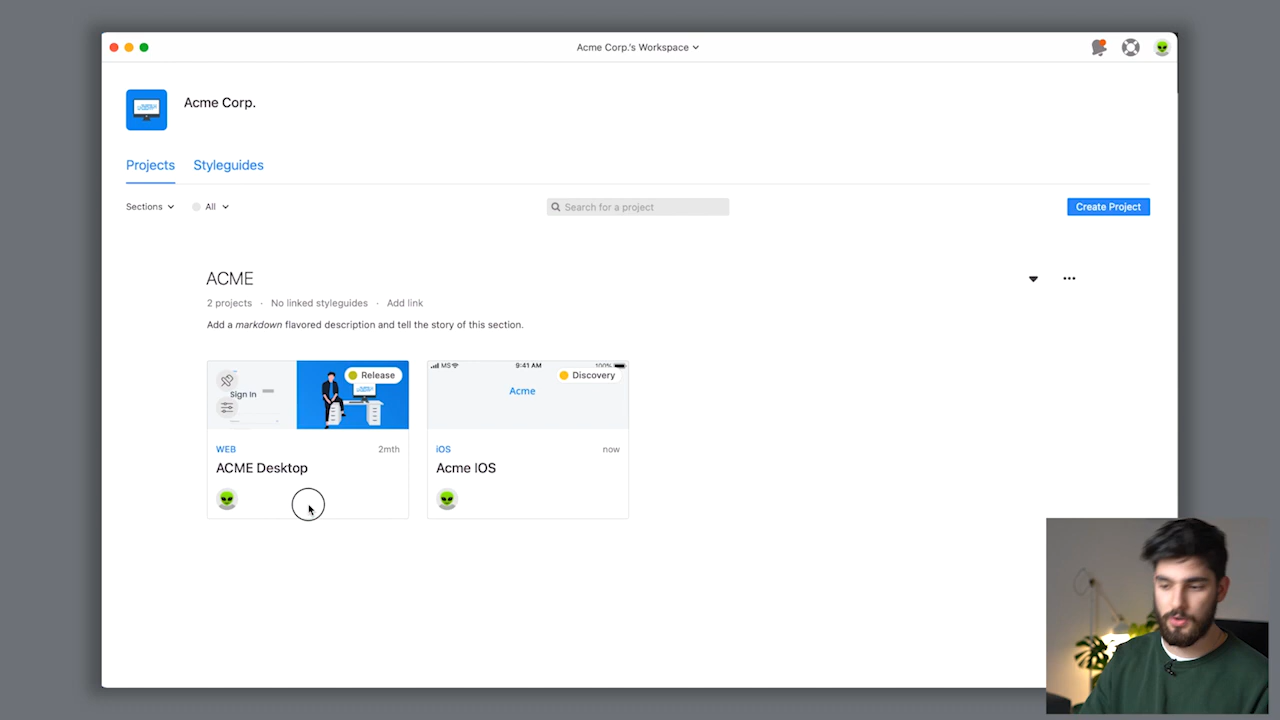 Acme Corp.'s Workspace
Acme Corp.
Projects Styleguides
Sections All Search for a project Create Project
ACME
2 projects · No linked styleguides · Add link
Add a markdown flavored description and tell the story of this section.
Release
Sign In
WEB 2mth
ACME Desktop
MS 9:41 AM 100%
Discovery
Acme
iOS now
Acme IOS